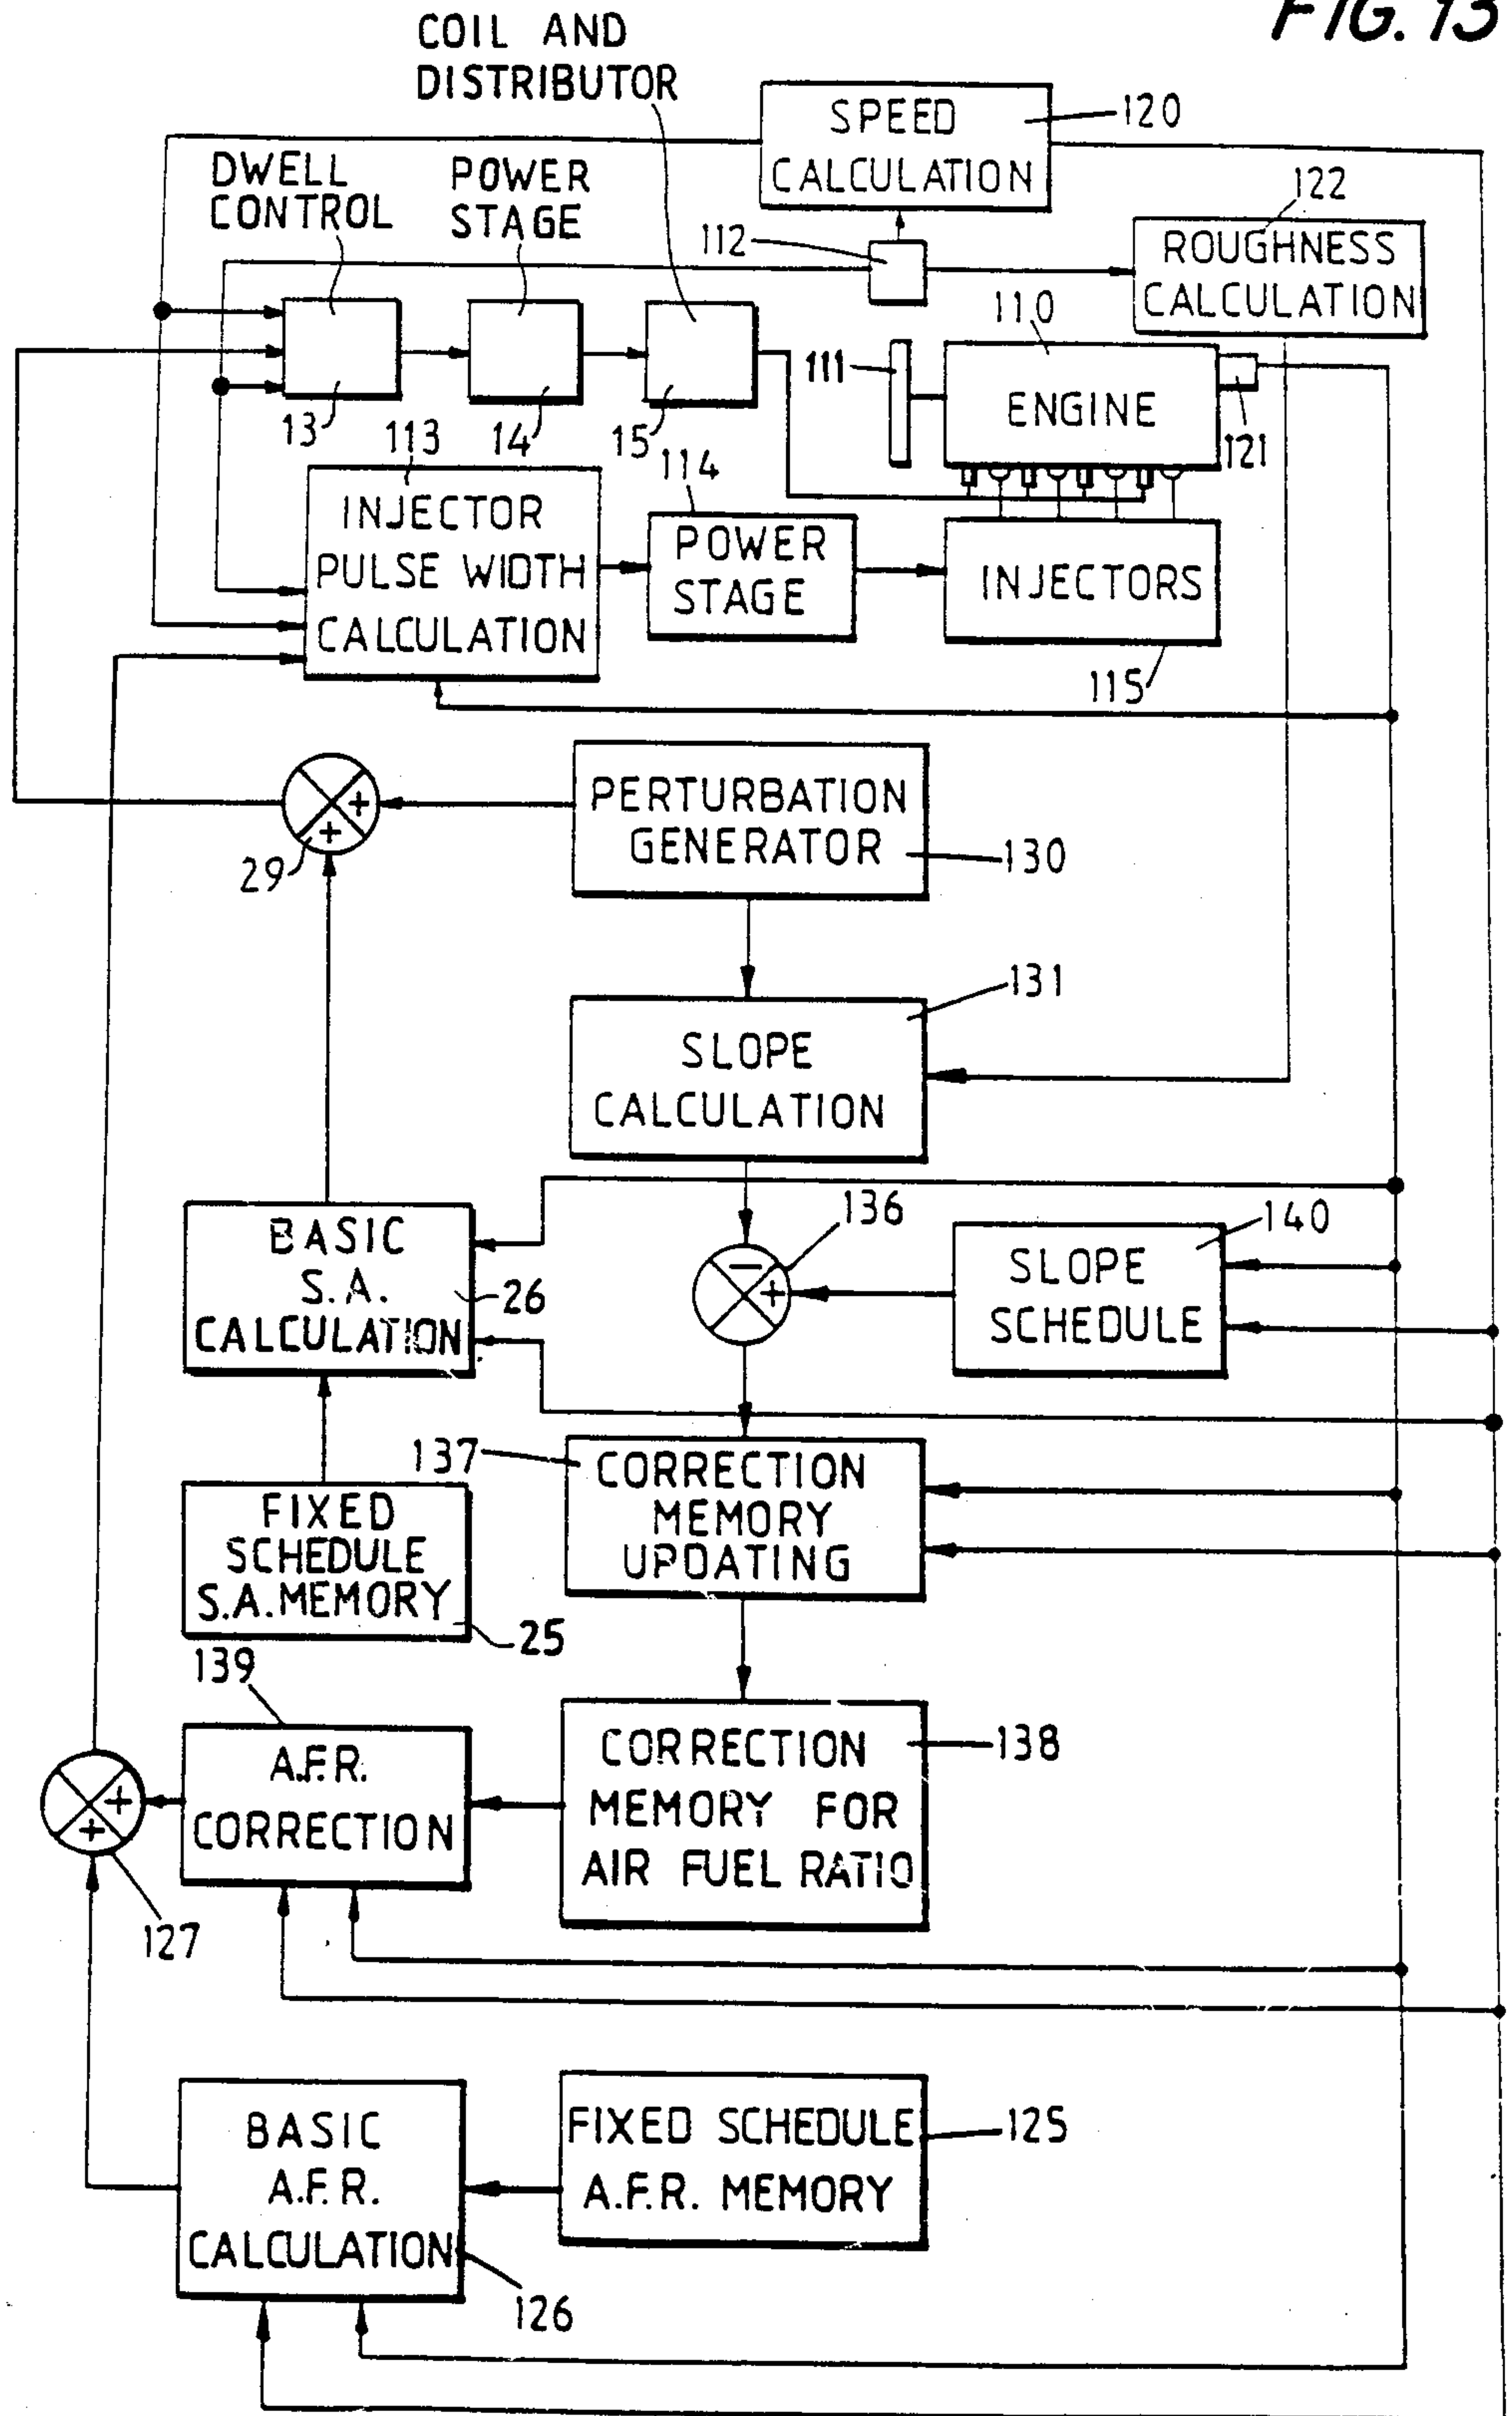 FIG. 13
COIL AND
DISTRIBUTOR
SPEED
CALCULATION
120
DWELL
CONTROL
POWER
STAGE
112
122
ROUGHNESS
CALCULATION
110
111
ENGINE
121
13
14
15
113
INJECTOR
PULSE WIDTH
CALCULATION
114
POWER
STAGE
INJECTORS
115
+
+
29
PERTURBATION
GENERATOR
130
131
SLOPE
CALCULATION
BASIC
S.A.
CALCULATION
26
136
−
+
140
SLOPE
SCHEDULE
137
CORRECTION
MEMORY
UPDATING
FIXED
SCHEDULE
S.A. MEMORY
25
139
A.F.R.
CORRECTION
CORRECTION
MEMORY FOR
AIR FUEL RATIO
138
+
+
127
BASIC
A.F.R.
CALCULATION
126
FIXED SCHEDULE
A.F.R. MEMORY
125